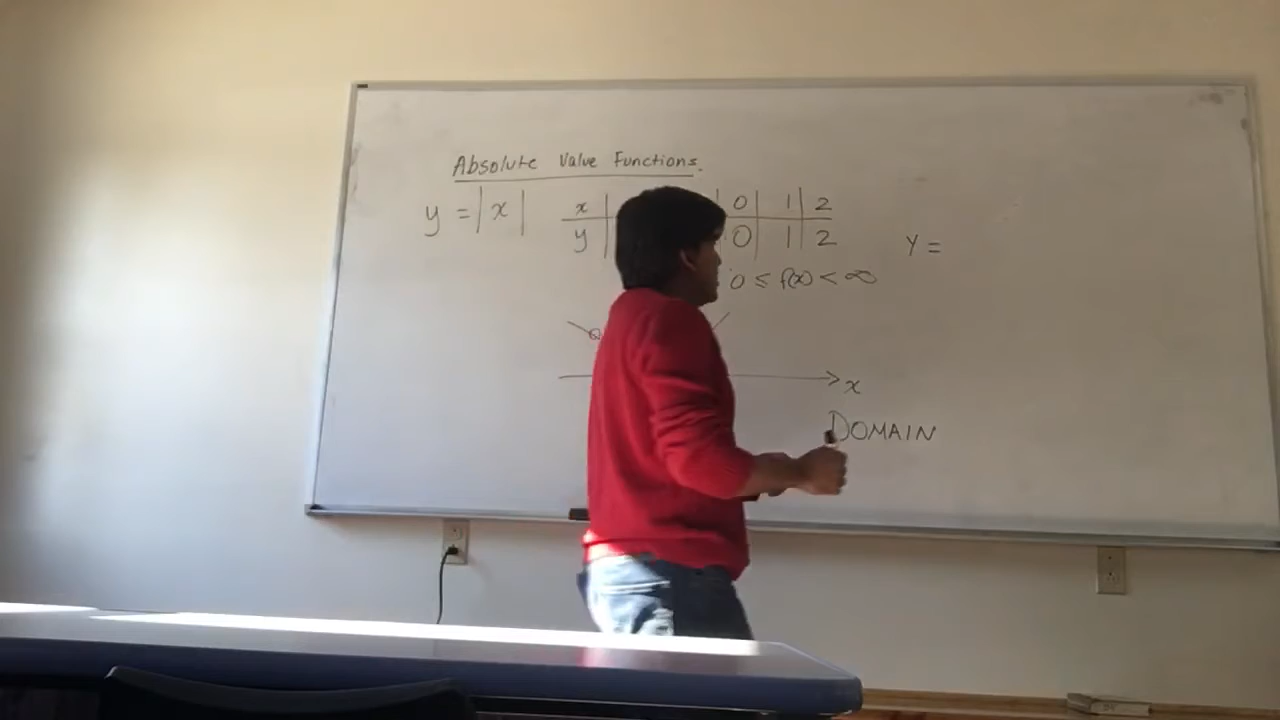 Absolute Value Functions.
y = |x|
x | 0 | 1 | 2
y | 0 | 1 | 2
Y =
0 ≤ f(x) < ∞
x
DOMAIN